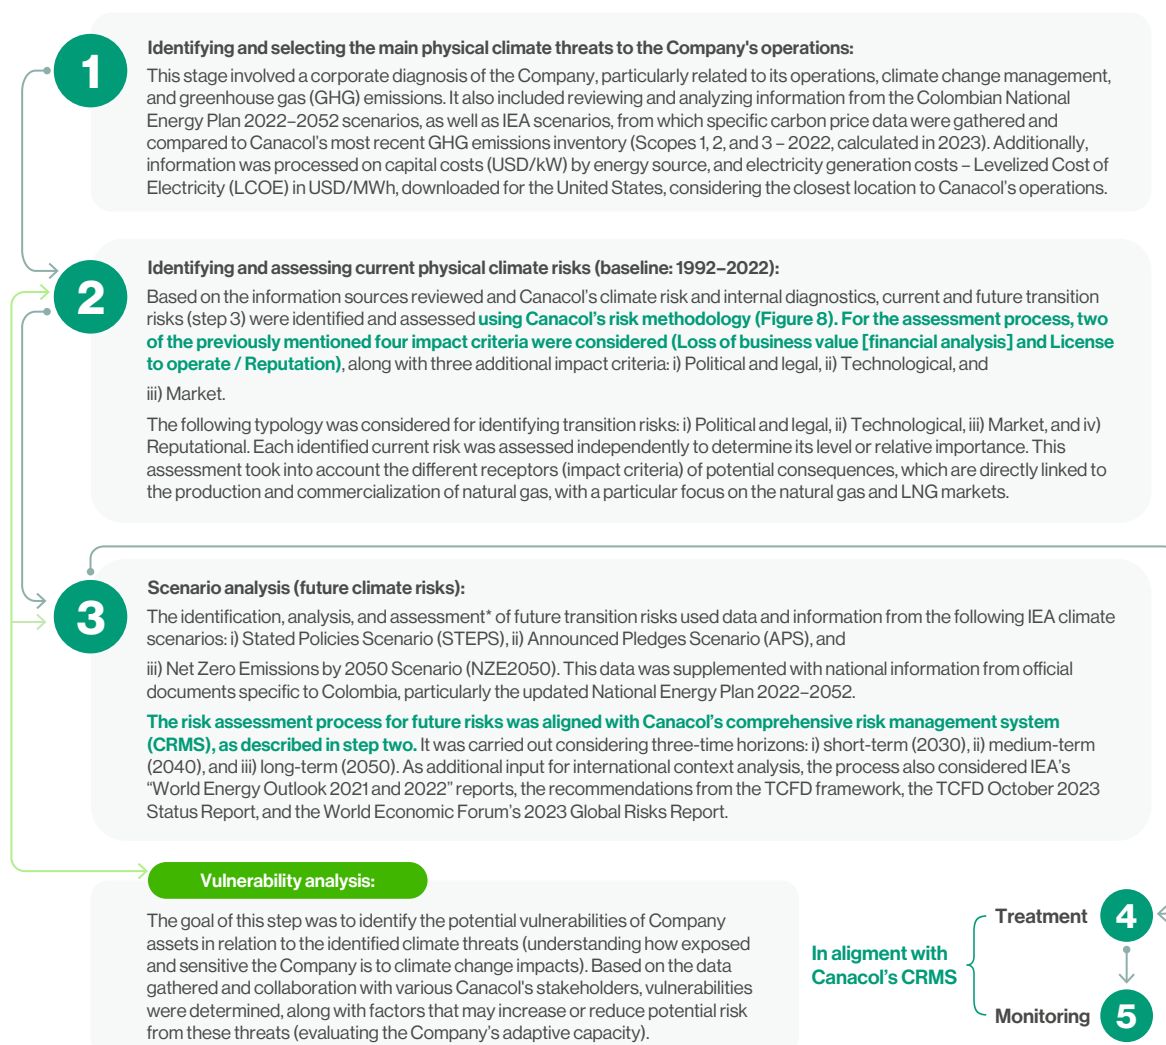 1
Identifying and selecting the main physical climate threats to the Company's operations:
This stage involved a corporate diagnosis of the Company, particularly related to its operations, climate change management,
and greenhouse gas (GHG) emissions. It also included reviewing and analyzing information from the Colombian National
Energy Plan 2022–2052 scenarios, as well as IEA scenarios, from which specific carbon price data were gathered and
compared to Canacol's most recent GHG emissions inventory (Scopes 1, 2, and 3 – 2022, calculated in 2023). Additionally,
information was processed on capital costs (USD/kW) by energy source, and electricity generation costs – Levelized Cost of
Electricity (LCOE) in USD/MWh, downloaded for the United States, considering the closest location to Canacol's operations.
2
Identifying and assessing current physical climate risks (baseline: 1992–2022):
Based on the information sources reviewed and Canacol's climate risk and internal diagnostics, current and future transition
risks (step 3) were identified and assessed using Canacol's risk methodology (Figure 8). For the assessment process, two
of the previously mentioned four impact criteria were considered (Loss of business value [financial analysis] and License
to operate / Reputation), along with three additional impact criteria: i) Political and legal, ii) Technological, and
iii) Market.
The following typology was considered for identifying transition risks: i) Political and legal, ii) Technological, iii) Market, and iv)
Reputational. Each identified current risk was assessed independently to determine its level or relative importance. This
assessment took into account the different receptors (impact criteria) of potential consequences, which are directly linked to
the production and commercialization of natural gas, with a particular focus on the natural gas and LNG markets.
3
Scenario analysis (future climate risks):
The identification, analysis, and assessment* of future transition risks used data and information from the following IEA climate
scenarios: i) Stated Policies Scenario (STEPS), ii) Announced Pledges Scenario (APS), and
iii) Net Zero Emissions by 2050 Scenario (NZE2050). This data was supplemented with national information from official
documents specific to Colombia, particularly the updated National Energy Plan 2022–2052.
The risk assessment process for future risks was aligned with Canacol's comprehensive risk management system
(CRMS), as described in step two. It was carried out considering three-time horizons: i) short-term (2030), ii) medium-term
(2040), and iii) long-term (2050). As additional input for international context analysis, the process also considered IEA's
"World Energy Outlook 2021 and 2022" reports, the recommendations from the TCFD framework, the TCFD October 2023
Status Report, and the World Economic Forum's 2023 Global Risks Report.
Vulnerability analysis:
The goal of this step was to identify the potential vulnerabilities of Company
assets in relation to the identified climate threats (understanding how exposed
and sensitive the Company is to climate change impacts). Based on the data
gathered and collaboration with various Canacol's stakeholders, vulnerabilities
were determined, along with factors that may increase or reduce potential risk
from these threats (evaluating the Company's adaptive capacity).
In aligment with
Canacol's CRMS
Treatment 4
Monitoring 5